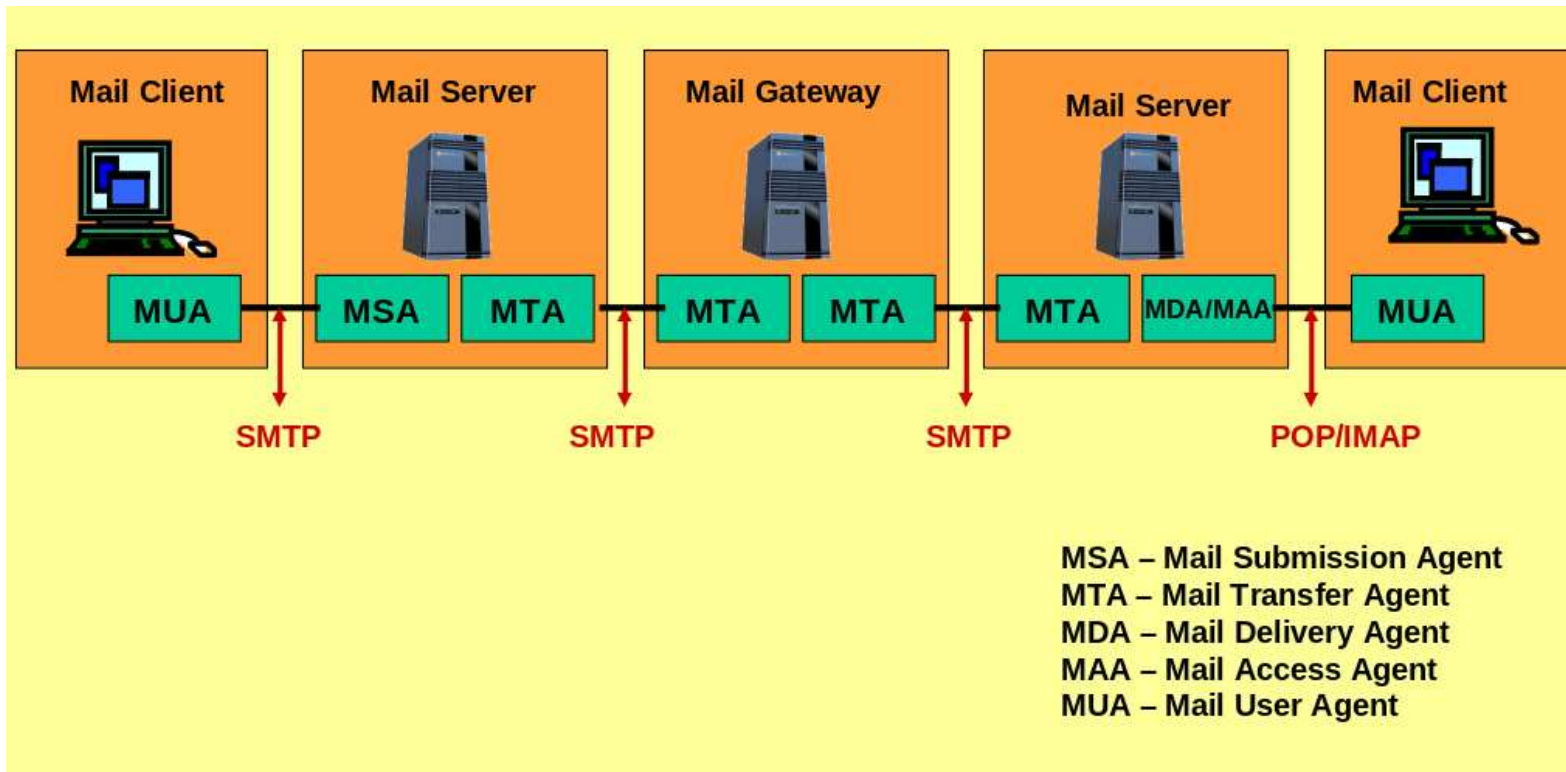 Mail Client
Mail Server
Mail Gateway
Mail Server
Mail Client
MUA
MSA
MTA
MTA
MTA
MTA
MDA/MAA
MUA
SMTP
SMTP
SMTP
POP/IMAP
MSA – Mail Submission Agent
MTA – Mail Transfer Agent
MDA – Mail Delivery Agent
MAA – Mail Access Agent
MUA – Mail User Agent